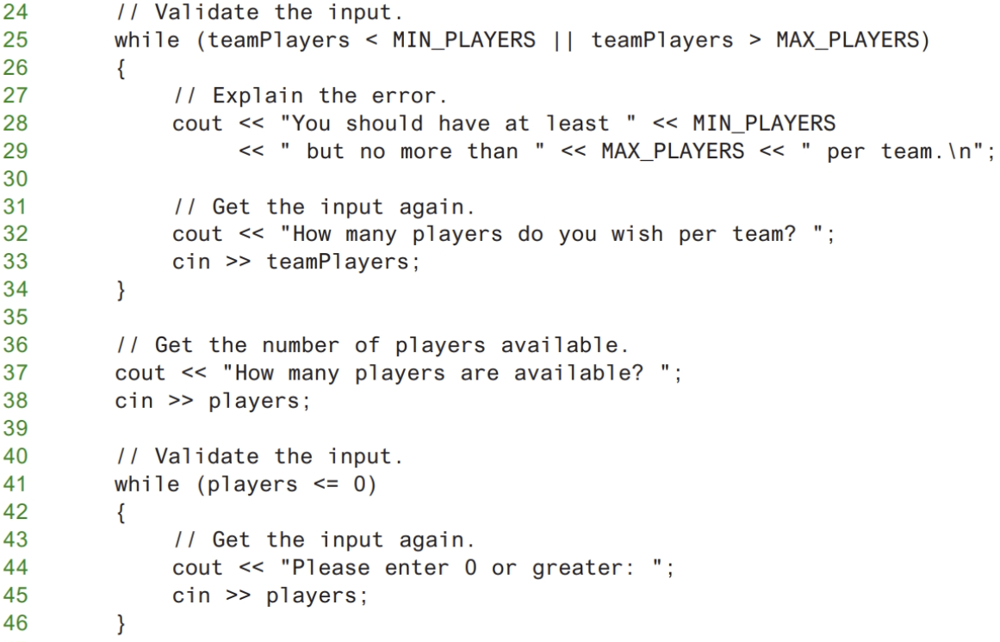 24 // Validate the input.
25 while (teamPlayers < MIN_PLAYERS || teamPlayers > MAX_PLAYERS)
26 {
27 // Explain the error.
28 cout << "You should have at least " << MIN_PLAYERS
29 << " but no more than " << MAX_PLAYERS << " per team.\n";
30
31 // Get the input again.
32 cout << "How many players do you wish per team? ";
33 cin >> teamPlayers;
34 }
35
36 // Get the number of players available.
37 cout << "How many players are available? ";
38 cin >> players;
39
40 // Validate the input.
41 while (players <= 0)
42 {
43 // Get the input again.
44 cout << "Please enter 0 or greater: ";
45 cin >> players;
46 }